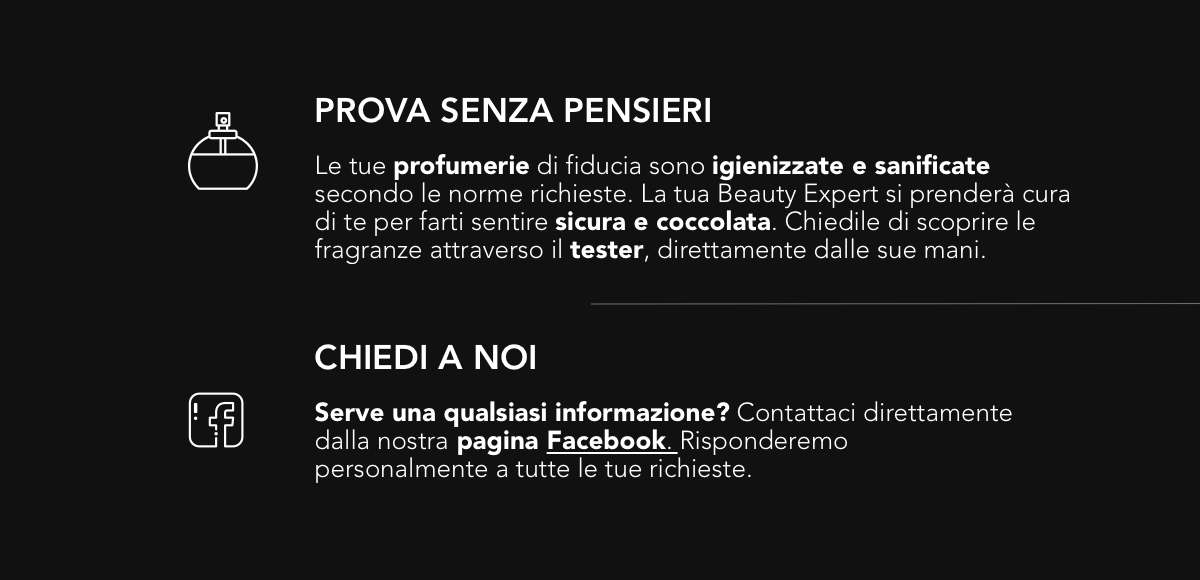 PROVA SENZA PENSIERI
Le tue profumerie di fiducia sono igienizzate e sanificate
secondo le norme richieste. La tua Beauty Expert si prenderà cura
di te per farti sentire sicura e coccolata. Chiedile di scoprire le
fragranze attraverso il tester, direttamente dalle sue mani.
CHIEDI A NOI
Serve una qualsiasi informazione? Contattaci direttamente
dalla nostra pagina Facebook. Risponderemo
personalmente a tutte le tue richieste.